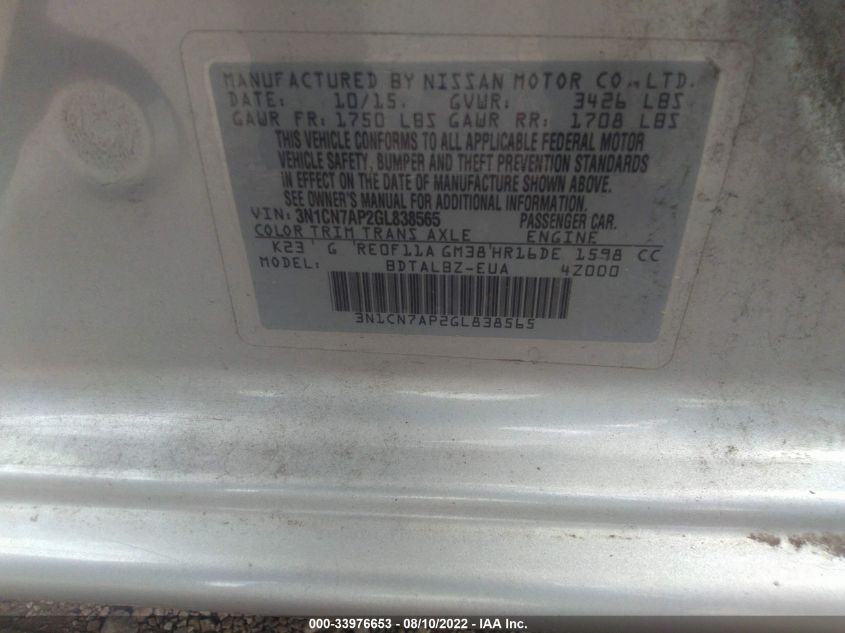 MANUFACTURED BY NISSAN MOTOR CO., LTD.
DATE: 10/15. GVWR: 3426 LBS
GAWR FR: 1750 LBS GAWR RR: 1708 LBS
THIS VEHICLE CONFORMS TO ALL APPLICABLE FEDERAL MOTOR
VEHICLE SAFETY, BUMPER AND THEFT PREVENTION STANDARDS
IN EFFECT ON THE DATE OF MANUFACTURE SHOWN ABOVE.
SEE OWNER'S MANUAL FOR ADDITIONAL INFORMATION.
VIN: 3N1CN7AP2GL838565 PASSENGER CAR.
COLOR TRIM TRANS AXLE ENGINE
K23 G RE0F11A GM38 HR16DE 1598 CC
MODEL: BDTALBZ-EUA 4Z000
3N1CN7AP2GL838565
000-33976653 - 08/10/2022 - IAA Inc.